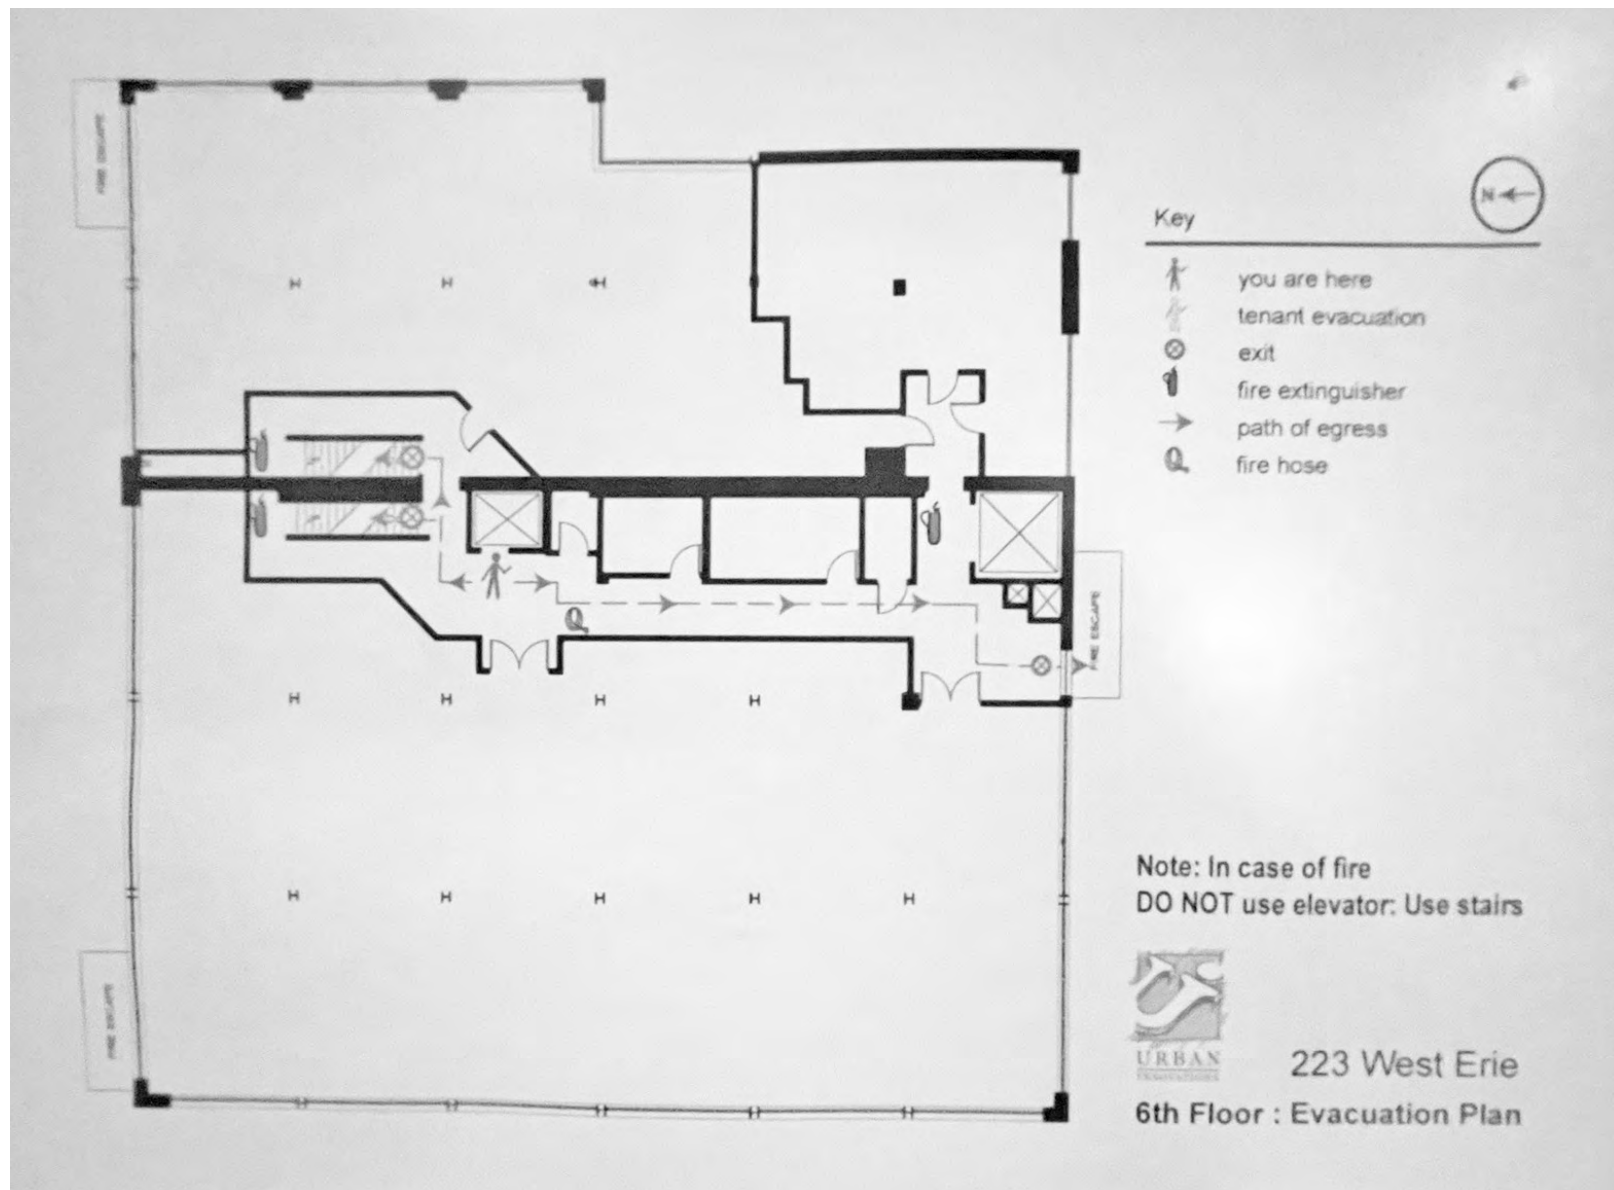 FIRE ESCAPE
N
Key
you are here
tenant evacuation
exit
fire extinguisher
path of egress
fire hose
FIRE ESCAPE
Note: In case of fire
DO NOT use elevator: Use stairs
FIRE ESCAPE
URBAN
INNOVATIONS
223 West Erie
6th Floor : Evacuation Plan